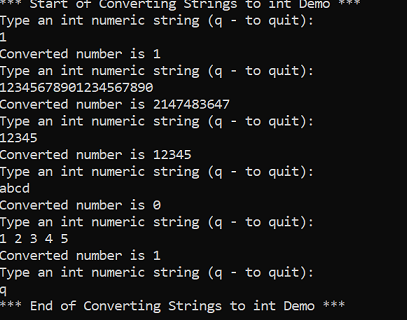 *** Start of Converting Strings to int Demo ***
Type an int numeric string (q - to quit):
1
Converted number is 1
Type an int numeric string (q - to quit):
12345678901234567890
Converted number is 2147483647
Type an int numeric string (q - to quit):
12345
Converted number is 12345
Type an int numeric string (q - to quit):
abcd
Converted number is 0
Type an int numeric string (q - to quit):
1 2 3 4 5
Converted number is 1
Type an int numeric string (q - to quit):
q
*** End of Converting Strings to int Demo ***